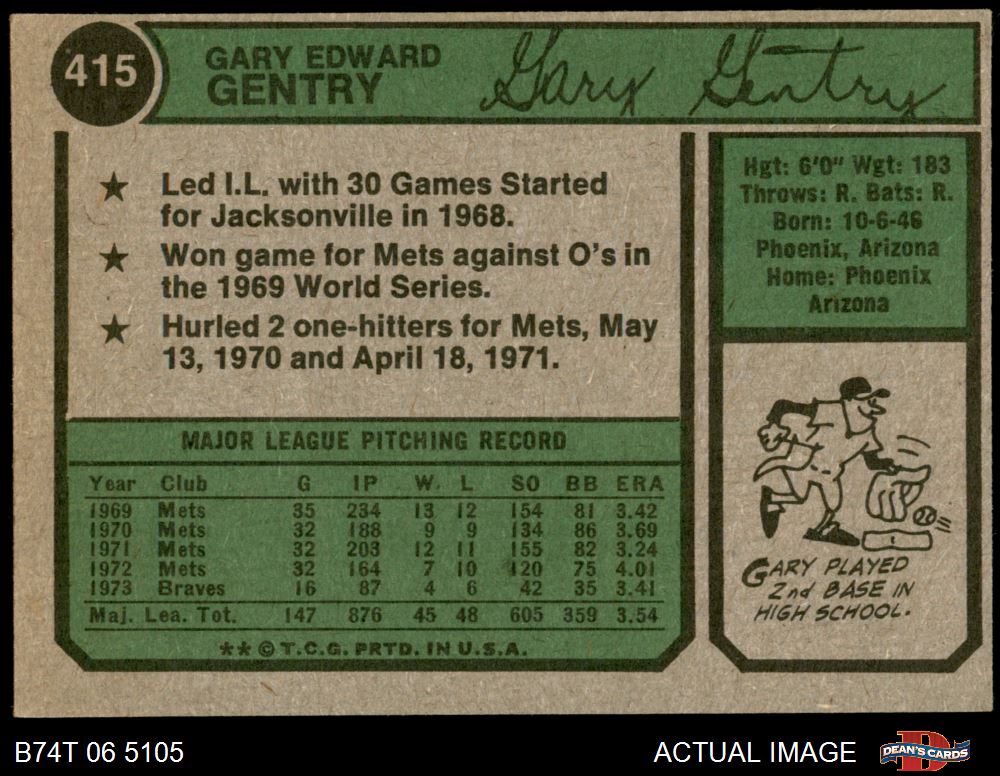 415
GARY EDWARD
GENTRY
Gary Gentry
★ Led I.L. with 30 Games Started
for Jacksonville in 1968.
★ Won game for Mets against O's in
the 1969 World Series.
★ Hurled 2 one-hitters for Mets, May
13, 1970 and April 18, 1971.
Hgt: 6'0" Wgt: 183
Throws: R. Bats: R.
Born: 10-6-46
Phoenix, Arizona
Home: Phoenix
Arizona
MAJOR LEAGUE PITCHING RECORD
Year Club G IP W. L SO BB ERA
1969 Mets 35 234 13 12 154 81 3.42
1970 Mets 32 188 9 9 134 86 3.69
1971 Mets 32 203 12 11 155 82 3.24
1972 Mets 32 164 7 10 120 75 4.01
1973 Braves 16 87 4 6 42 35 3.41
Maj. Lea. Tot. 147 876 45 48 605 359 3.54
** © T.C.G. PRTD. IN U.S.A.
GARY PLAYED
2nd BASE IN
HIGH SCHOOL.
B74T 06 5105
ACTUAL IMAGE
D
DEAN'S CARDS